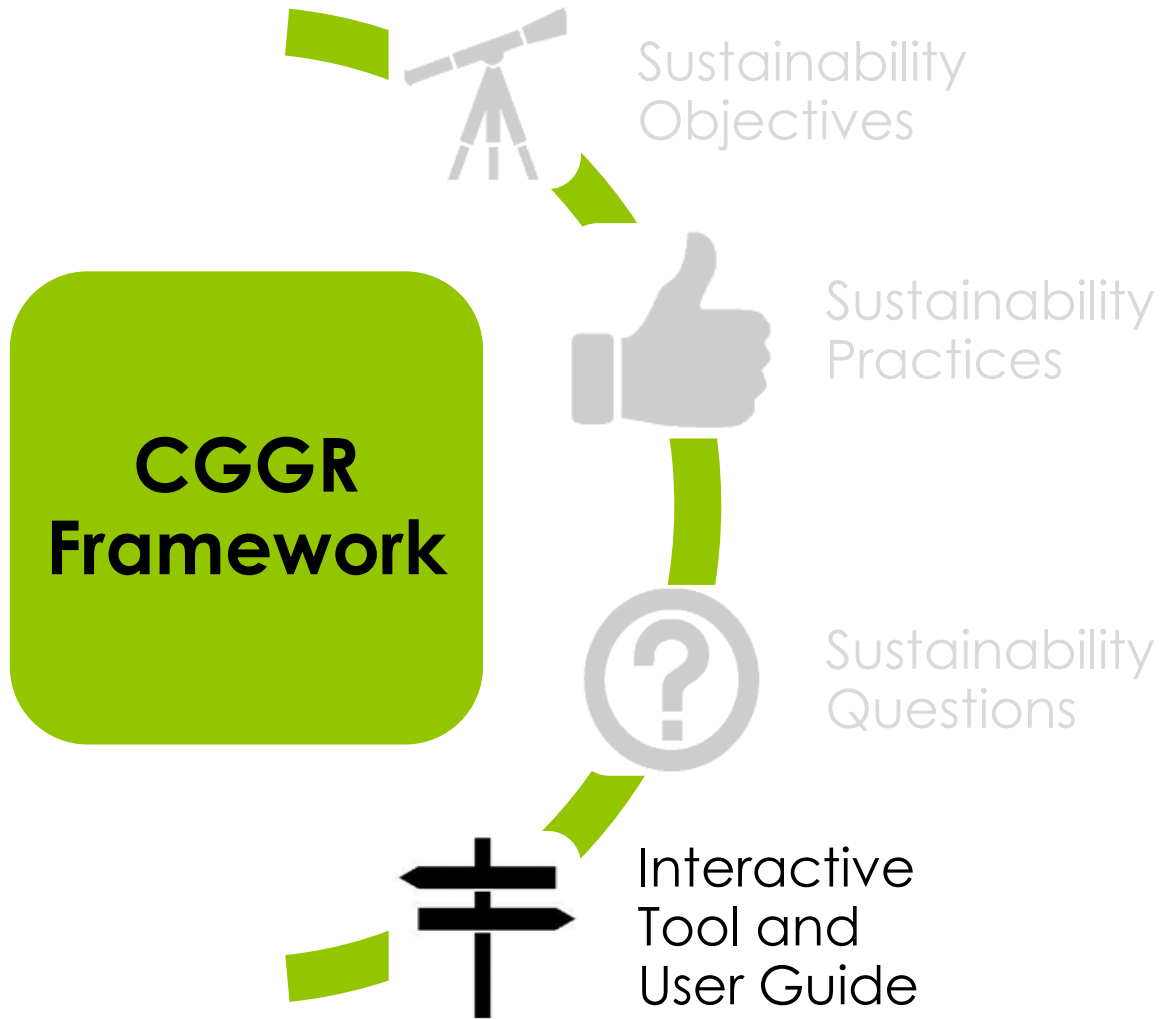 Sustainability
Objectives
Sustainability
Practices
CGGR
Framework
Sustainability
Questions
Interactive
Tool and
User Guide